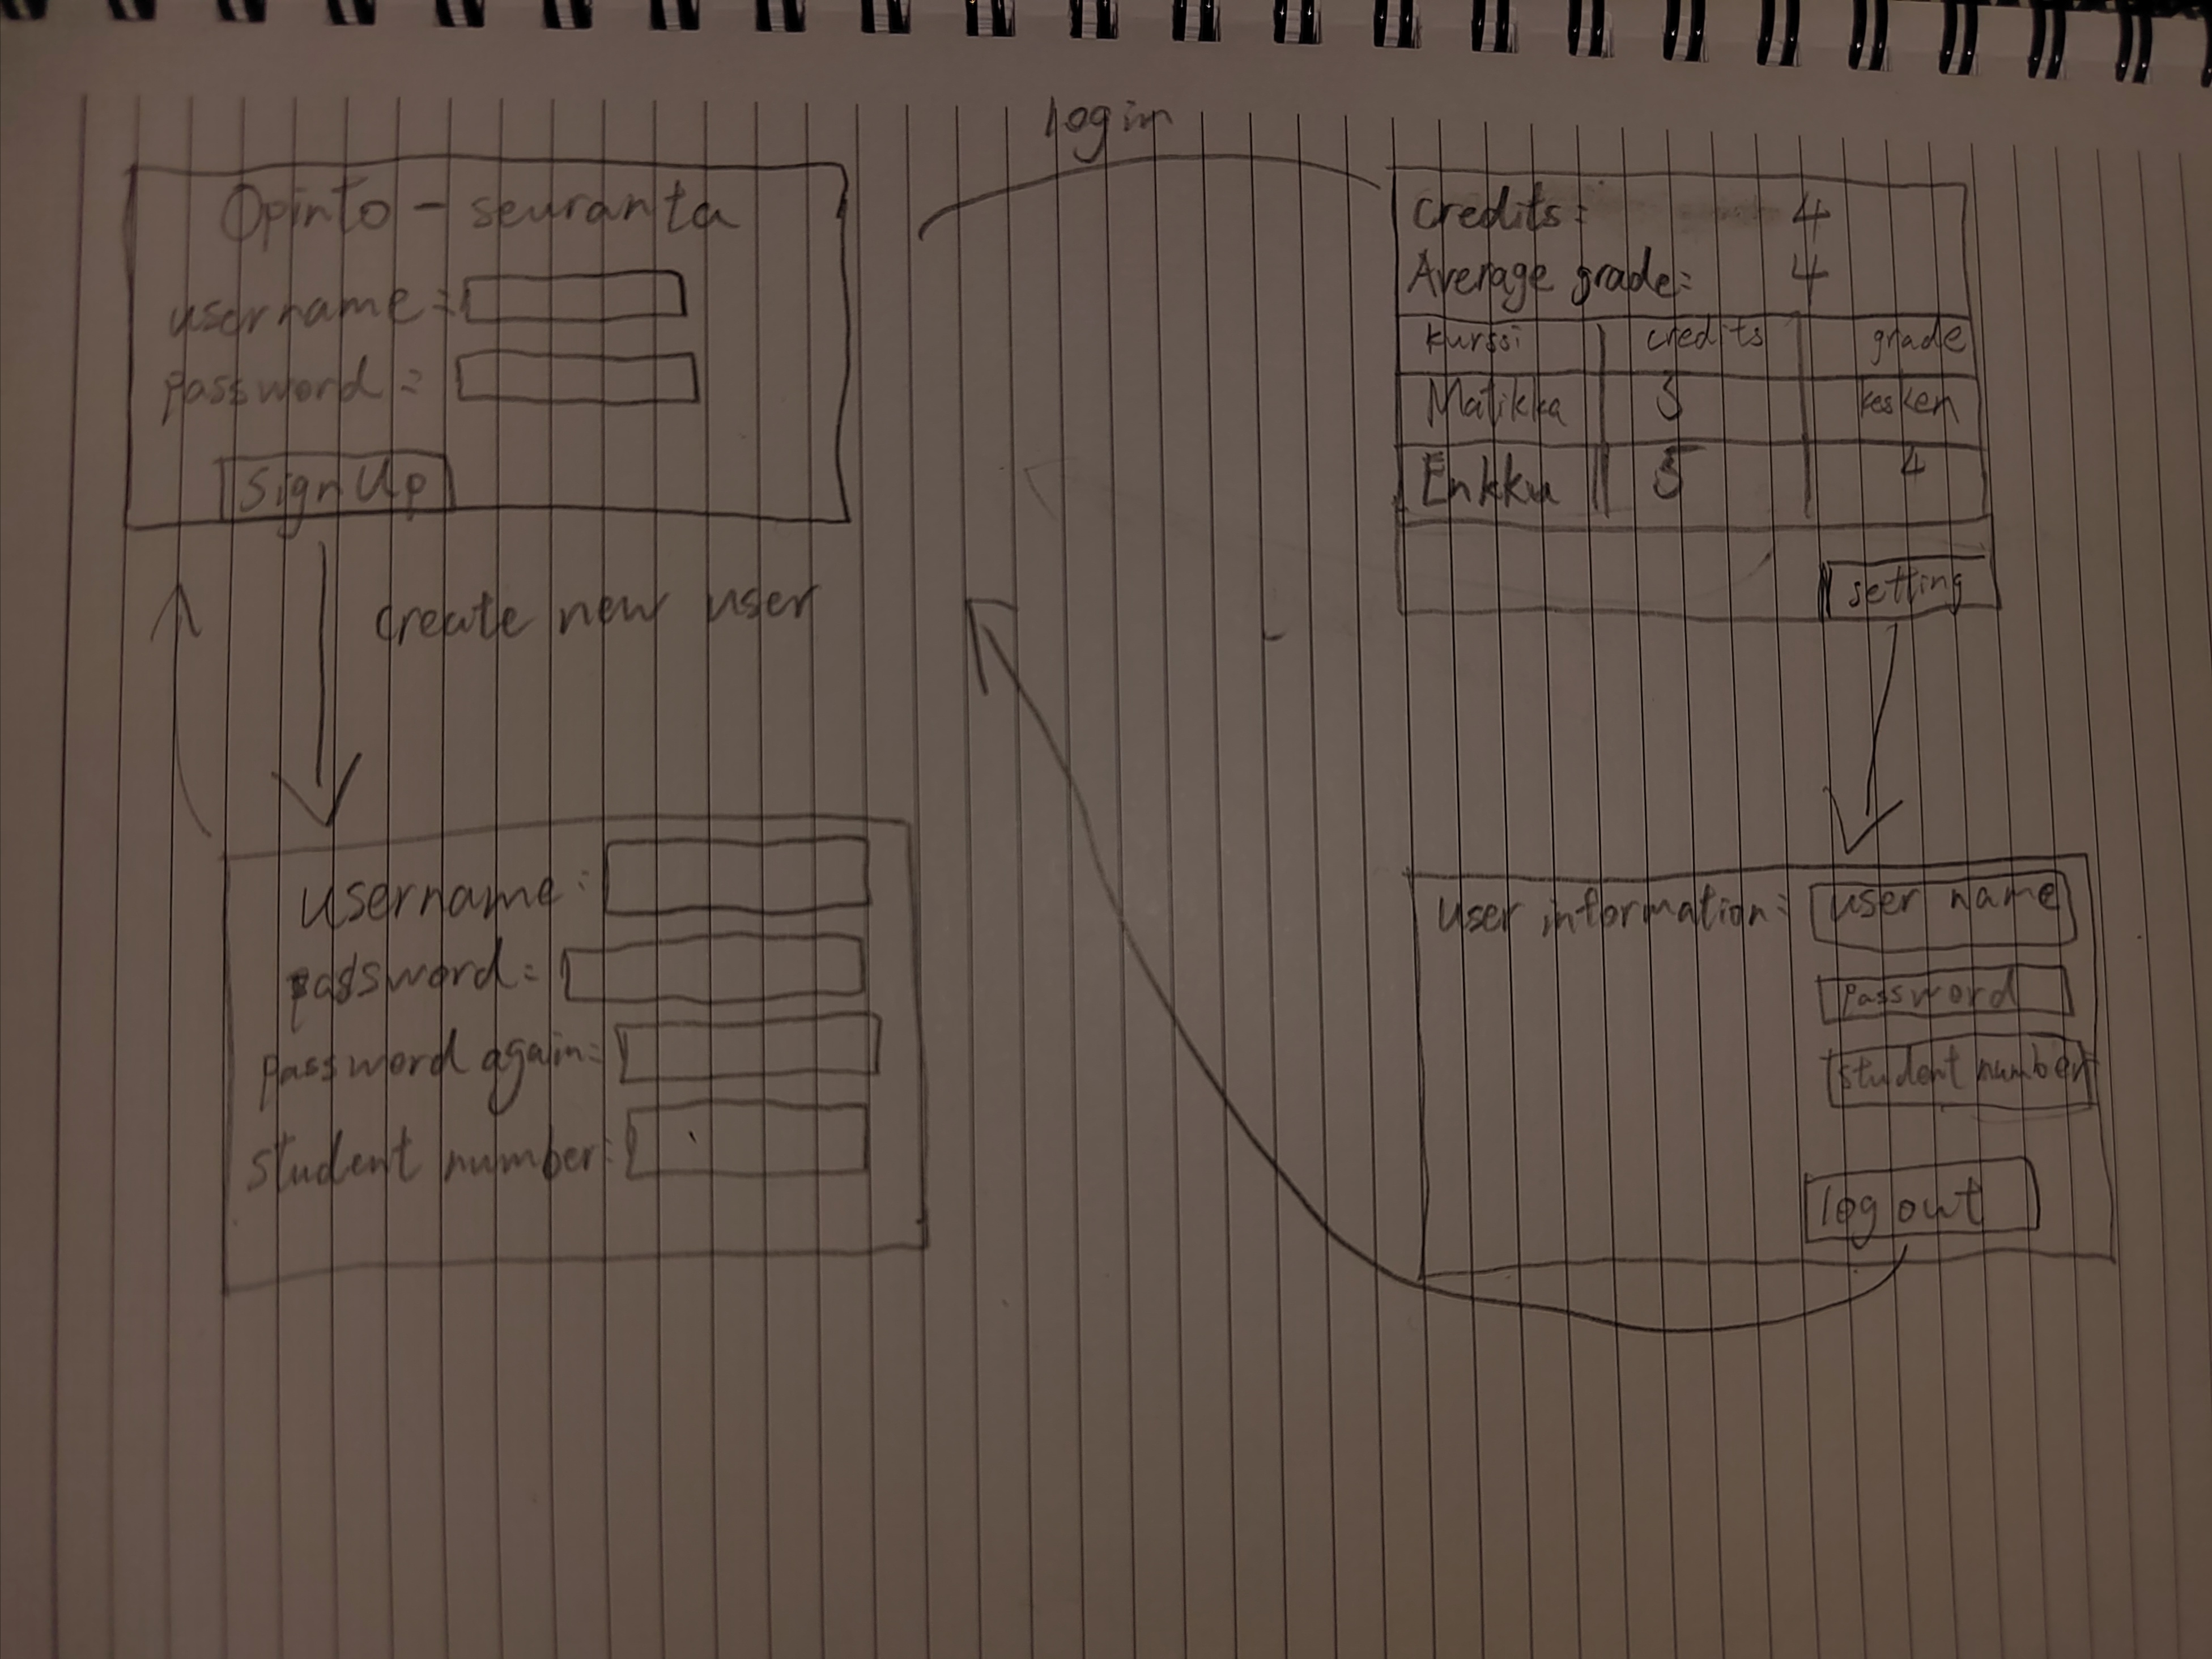 login
Opinto - seuranta
username:
password:
Sign Up
create new user
username:
password:
password again:
student number:
Credits: 4
Average grade: 4
kurssi credits grade
Matikka 5 kesken
Enkku 5 4
setting
user information: user name
password
student number
log out